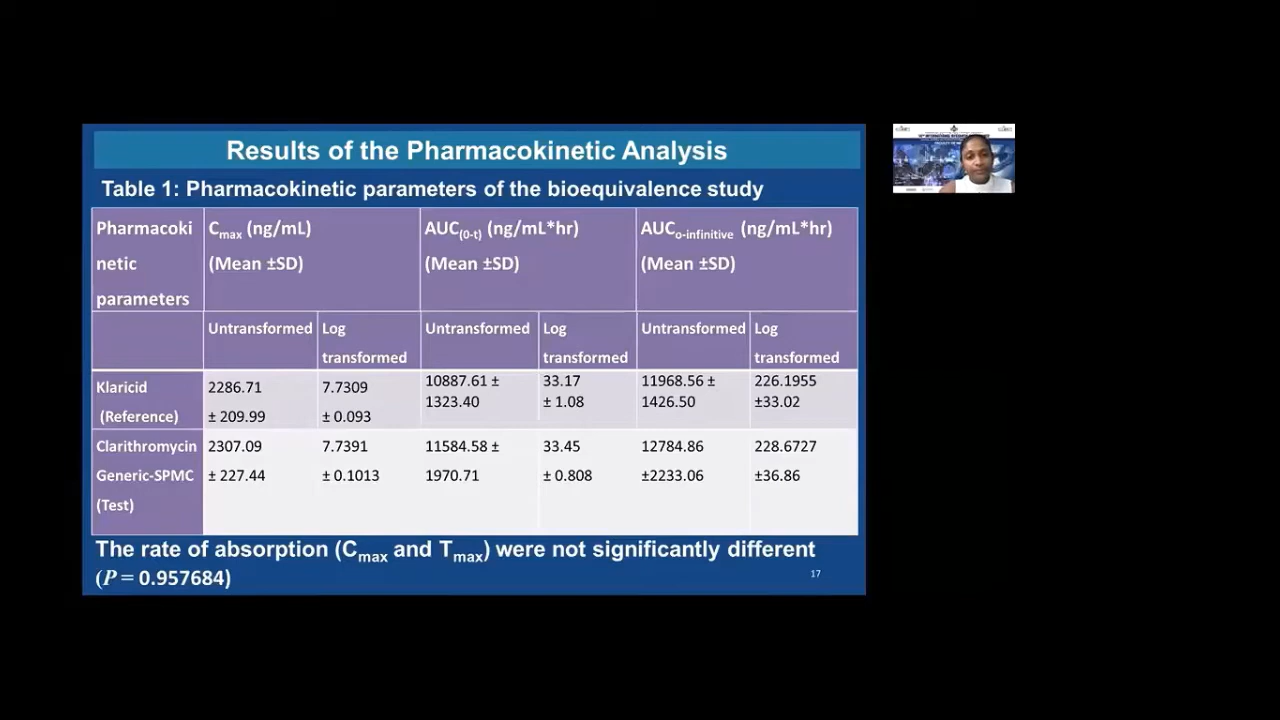 Results of the Pharmacokinetic Analysis
Table 1: Pharmacokinetic parameters of the bioequivalence study
Pharmacoki
netic
parameters
Cmax (ng/mL)
(Mean ±SD)
AUC(0-t) (ng/mL*hr)
(Mean ±SD)
AUCo-infinitive (ng/mL*hr)
(Mean ±SD)
Untransformed
Log
transformed
Untransformed
Log
transformed
Untransformed
Log
transformed
Klaricid
(Reference)
2286.71
± 209.99
7.7309
± 0.093
10887.61 ±
1323.40
33.17
± 1.08
11968.56 ±
1426.50
226.1955
±33.02
Clarithromycin
Generic-SPMC
(Test)
2307.09
± 227.44
7.7391
± 0.1013
11584.58 ±
1970.71
33.45
± 0.808
12784.86
±2233.06
228.6727
±36.86
The rate of absorption (Cmax and Tmax) were not significantly different
(P = 0.957684)
17